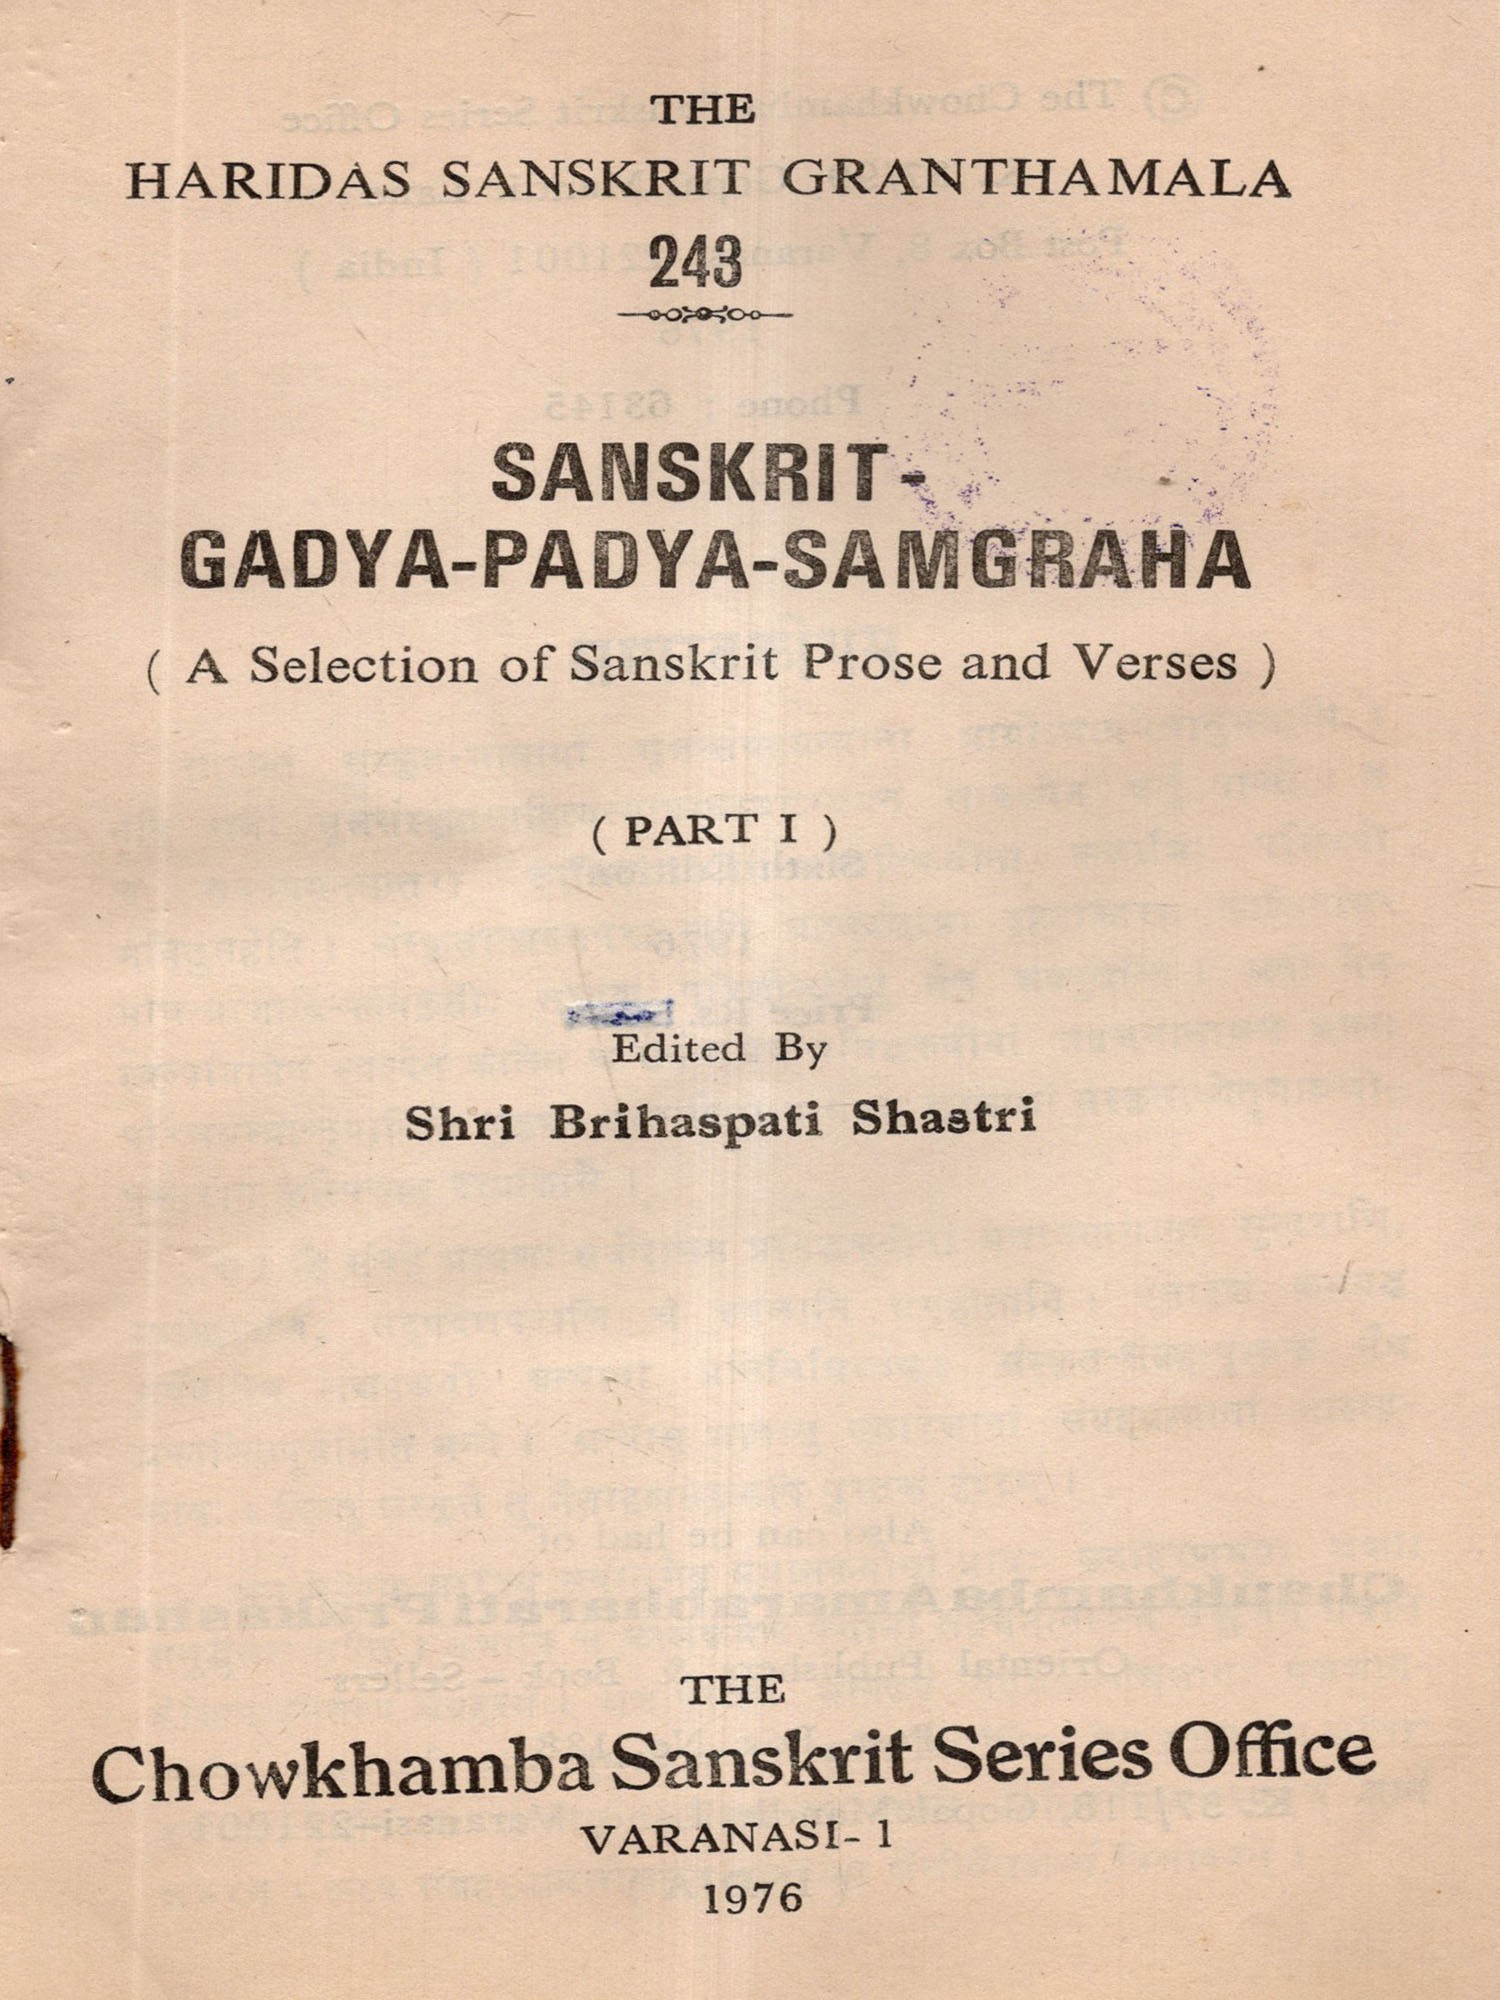 THE
HARIDAS SANSKRIT GRANTHAMALA
243
SANSKRIT-
GADYA-PADYA-SAMGRAHA
( A Selection of Sanskrit Prose and Verses )
( PART I )
Edited By
Shri Brihaspati Shastri
THE
Chowkhamba Sanskrit Series Office
VARANASI-1
1976